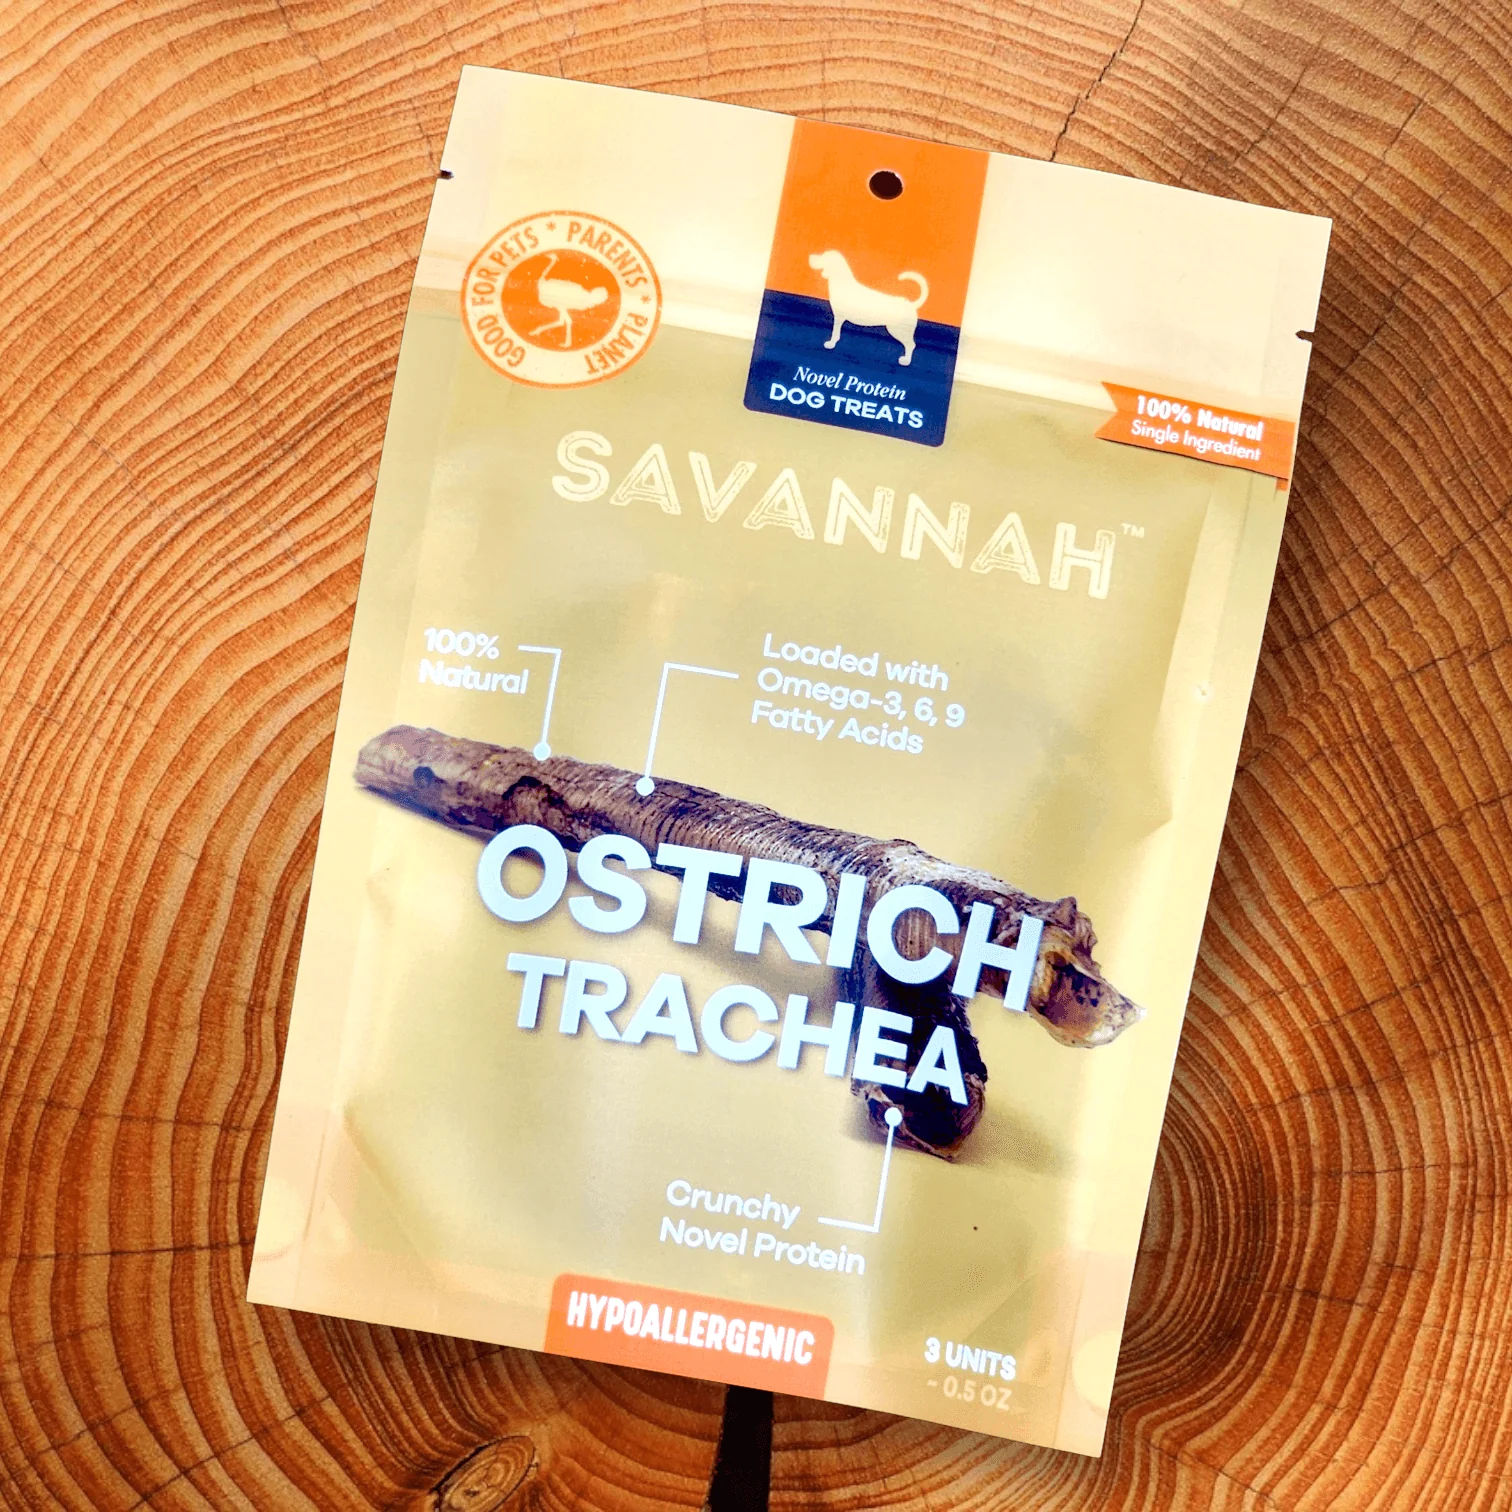 GOOD FOR PETS * PARENTS * PLANET
Novel Protein
DOG TREATS
100% Natural
Single Ingredient
SAVANNAH™
100%
Natural
Loaded with
Omega-3, 6, 9
Fatty Acids
OSTRICH
TRACHEA
Crunchy
Novel Protein
HYPOALLERGENIC
3 UNITS
~ 0.5 OZ